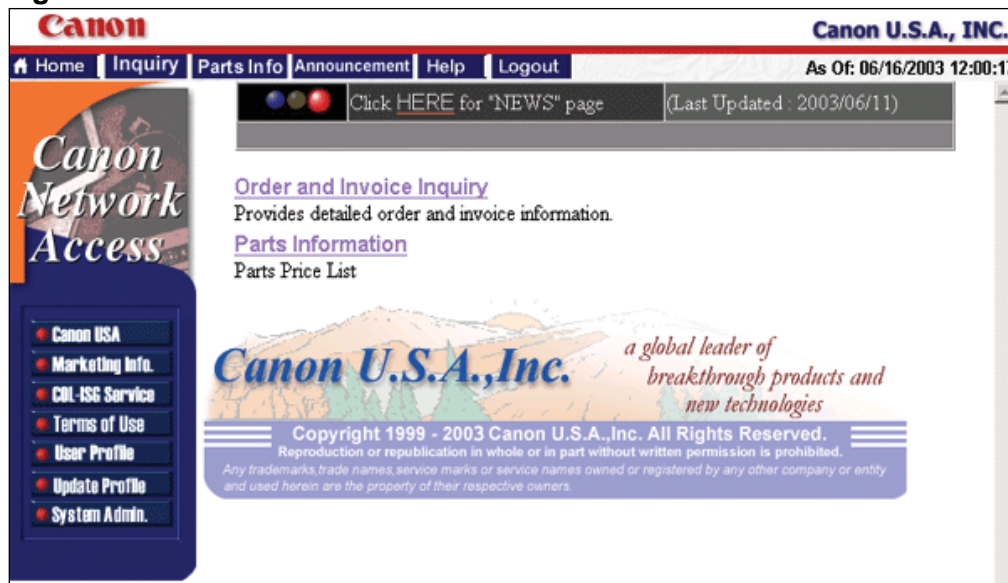 Canon
Canon U.S.A., INC.
Home Inquiry Parts Info Announcement Help Logout
As Of: 06/16/2003 12:00:1
Click HERE for "NEWS" page (Last Updated : 2003/06/11)
Canon
Network
Access
Order and Invoice Inquiry
Provides detailed order and invoice information.
Parts Information
Parts Price List
Canon USA
Marketing Info.
CDL-ISG Service
Terms of Use
User Profile
Update Profile
System Admin.
Canon U.S.A.,Inc.
a global leader of
breakthrough products and
new technologies
Copyright 1999 - 2003 Canon U.S.A.,Inc. All Rights Reserved.
Reproduction or republication in whole or in part without written permission is prohibited.
Any trademarks,trade names,service marks or service names owned or registered by any other company or entity
and used herein are the property of their respective owners.